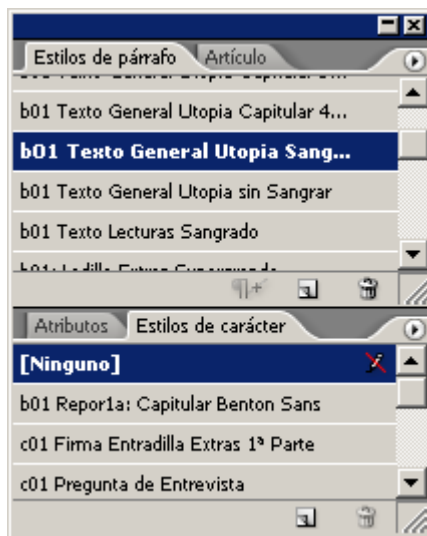 Estilos de párrafo Artículo
b01 Texto General Utopia Capitular 4...
b01 Texto General Utopia Sang...
b01 Texto General Utopia sin Sangrar
b01 Texto Lecturas Sangrado
Atributos Estilos de carácter
[Ninguno]
b01 Repor1a: Capitular Benton Sans
c01 Firma Entradilla Extras 1ª Parte
c01 Pregunta de Entrevista